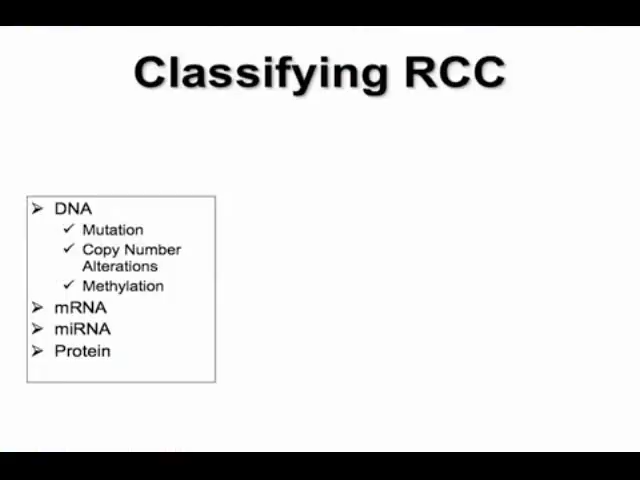 Classifying RCC
➢ DNA
✓ Mutation
✓ Copy Number
Alterations
✓ Methylation
➢ mRNA
➢ miRNA
➢ Protein